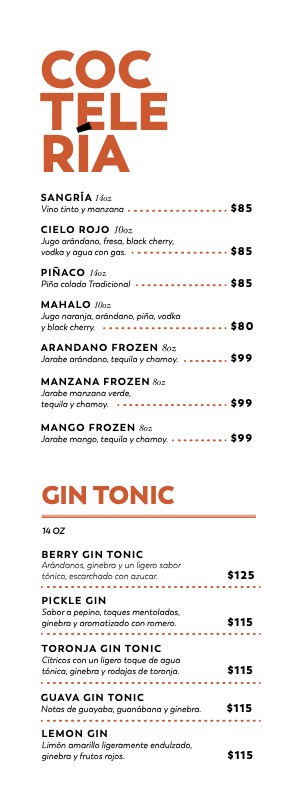 COC
TELE
RÍA
SANGRÍA 14oz
Vino tinto y manzana $85
CIELO ROJO 10oz
Jugo arándano, fresa, black cherry,
vodka y agua con gas. $85
PIÑACO 14oz
Piña colada Tradicional $85
MAHALO 10oz
Jugo naranja, arándano, piña, vodka
y black cherry. $80
ARANDANO FROZEN 8oz
Jarabe arándano, tequila y chamoy. $99
MANZANA FROZEN 8oz
Jarabe manzana verde,
tequila y chamoy. $99
MANGO FROZEN 8oz
Jarabe mango, tequila y chamoy. $99
GIN TONIC
14 OZ
BERRY GIN TONIC
Arándanos, ginebra y un ligero sabor
tónico, escarchado con azucar. $125
PICKLE GIN
Sabor a pepino, toques mentolados,
ginebra y aromatizado con romero. $115
TORONJA GIN TONIC
Cítricos con un ligero toque de agua
tónica, ginebra y rodajas de toronja. $115
GUAVA GIN TONIC
Notas de guayaba, guanábana y ginebra. $115
LEMON GIN
Limón amarillo ligeramente endulzado,
ginebra y frutos rojos. $115